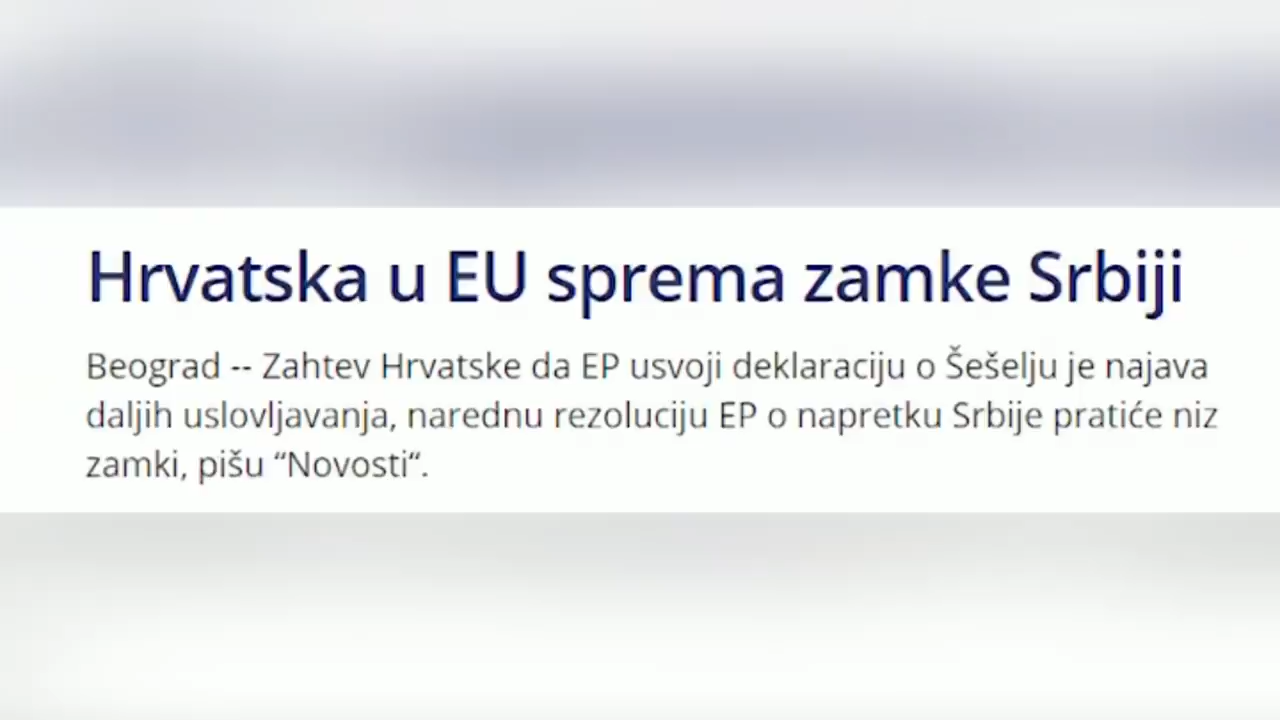 Hrvatska u EU sprema zamke Srbiji
Beograd -- Zahtev Hrvatske da EP usvoji deklaraciju o Šešelju je najava
daljih uslovljavanja, narednu rezoluciju EP o napretku Srbije pratiće niz
zamki, pišu “Novosti“.